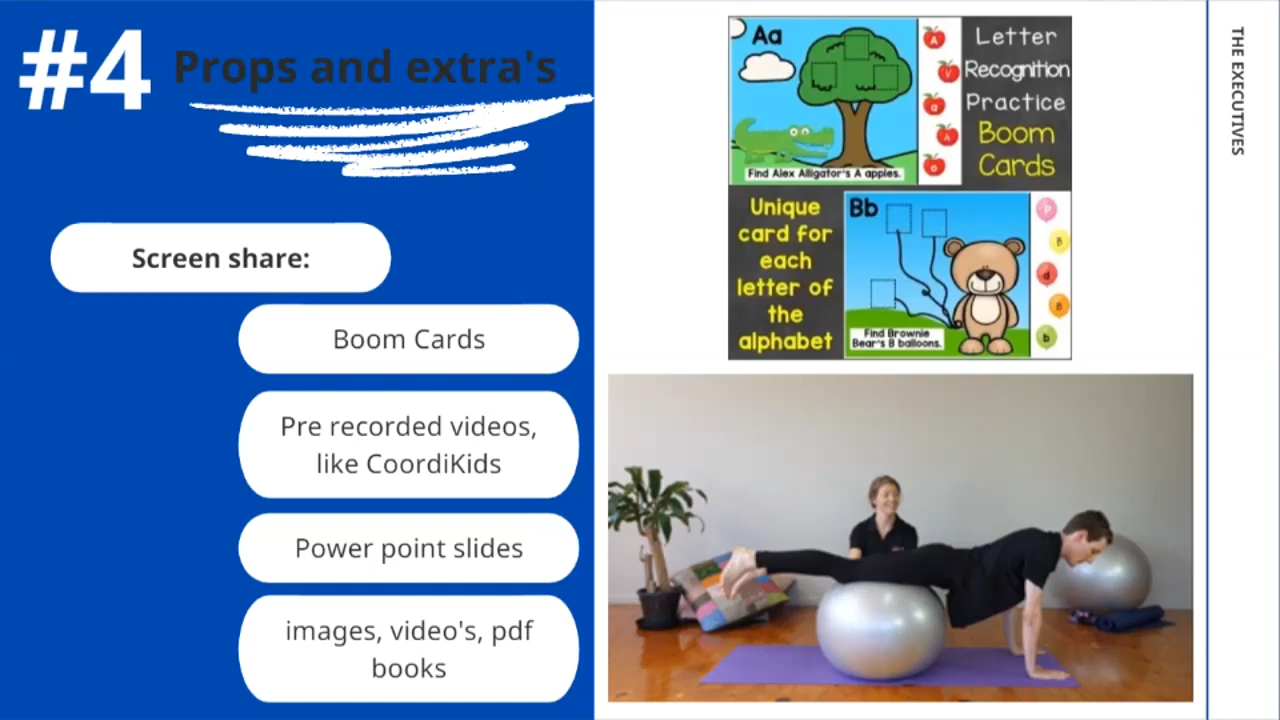 #4 Props and extra's
Screen share:
Boom Cards
Pre recorded videos,
like CoordiKids
Power point slides
images, video's, pdf
books
Aa
Find Alex Alligator's A apples.
A
V
a
A
o
Letter
Recognition
Practice
Boom
Cards
Unique
card for
each
letter of
the
alphabet
Bb
Find Brownie
Bear's B balloons.
P
B
d
B
b
THE EXECUTIVES